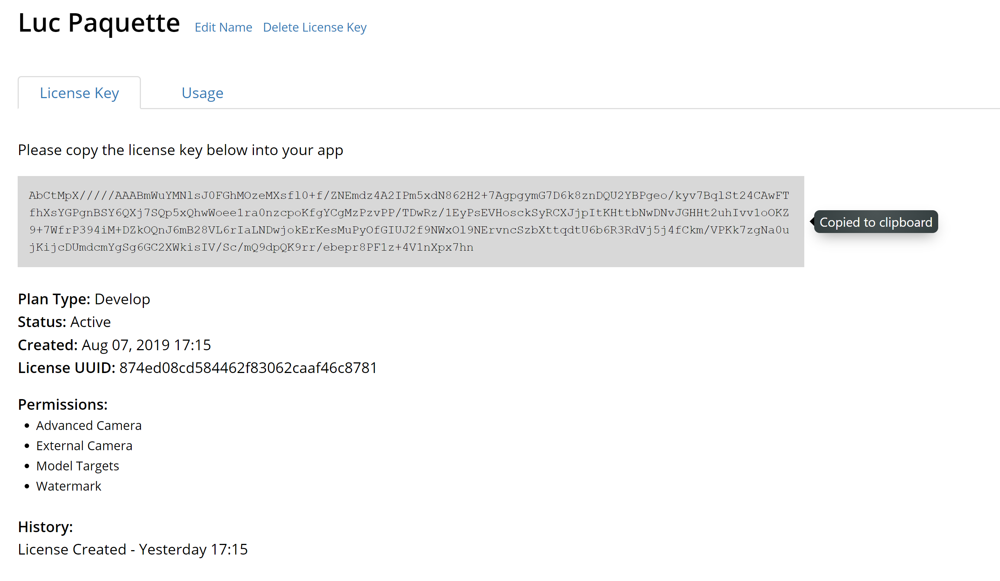 Luc Paquette Edit Name Delete License Key
License Key Usage
Please copy the license key below into your app
AbCtMpX/////AAABmWuYMNlsJ0FGhMOzeMXsfl0+f/ZNEmdz4A2IPm5xdN862H2+7AgpgymG7D6k8znDQU2YBPgeo/kyv7BqlSt24CAwFT
fhXsYGPgnBSY6QXj7SQp5xQhwWoee1ra0nzcpoKfgYCgMzPzvPP/TDwRz/1EyPsEVHosckSyRCXJjpItKHttbNwDNvJGHHt2uhIvv1oOKZ
9+7WfrP394iM+DZkOQnJ6mB28VL6rIaLNDwjokErKesMuPyOfGIUJ2f9NWxOl9NErvncSzbXttqdtU6b6R3RdVj5j4fCkm/VPKk7zgNa0u
jKijcDUmdcmYgSg6GC2XWkisIV/Sc/mQ9dpQK9rr/ebepr8PF1z+4V1nXpx7hn
Copied to clipboard
Plan Type: Develop
Status: Active
Created: Aug 07, 2019 17:15
License UUID: 874ed08cd584462f83062caaf46c8781
Permissions:
• Advanced Camera
• External Camera
• Model Targets
• Watermark
History:
License Created - Yesterday 17:15